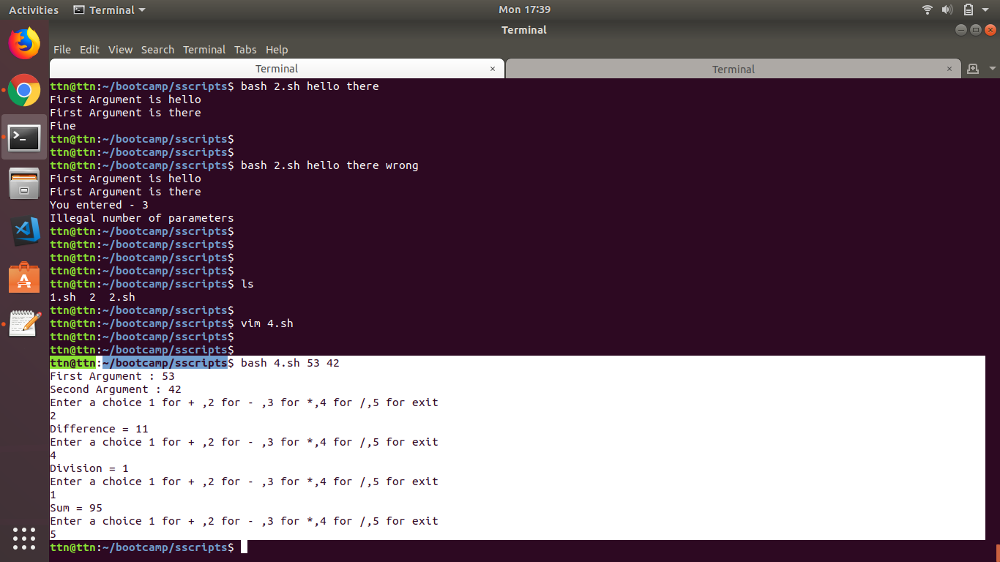 Activities Terminal Mon 17:39
Terminal
File Edit View Search Terminal Tabs Help
Terminal × Terminal ×
ttn@ttn:~/bootcamp/sscripts$ bash 2.sh hello there
First Argument is hello
First Argument is there
Fine
ttn@ttn:~/bootcamp/sscripts$
ttn@ttn:~/bootcamp/sscripts$
ttn@ttn:~/bootcamp/sscripts$ bash 2.sh hello there wrong
First Argument is hello
First Argument is there
You entered - 3
Illegal number of parameters
ttn@ttn:~/bootcamp/sscripts$
ttn@ttn:~/bootcamp/sscripts$
ttn@ttn:~/bootcamp/sscripts$
ttn@ttn:~/bootcamp/sscripts$
ttn@ttn:~/bootcamp/sscripts$ ls
1.sh  2  2.sh
ttn@ttn:~/bootcamp/sscripts$
ttn@ttn:~/bootcamp/sscripts$ vim 4.sh
ttn@ttn:~/bootcamp/sscripts$
ttn@ttn:~/bootcamp/sscripts$
ttn@ttn:~/bootcamp/sscripts$ bash 4.sh 53 42
First Argument : 53
Second Argument : 42
Enter a choice 1 for + ,2 for - ,3 for *,4 for /,5 for exit
2
Difference = 11
Enter a choice 1 for + ,2 for - ,3 for *,4 for /,5 for exit
4
Division = 1
Enter a choice 1 for + ,2 for - ,3 for *,4 for /,5 for exit
1
Sum = 95
Enter a choice 1 for + ,2 for - ,3 for *,4 for /,5 for exit
5
ttn@ttn:~/bootcamp/sscripts$